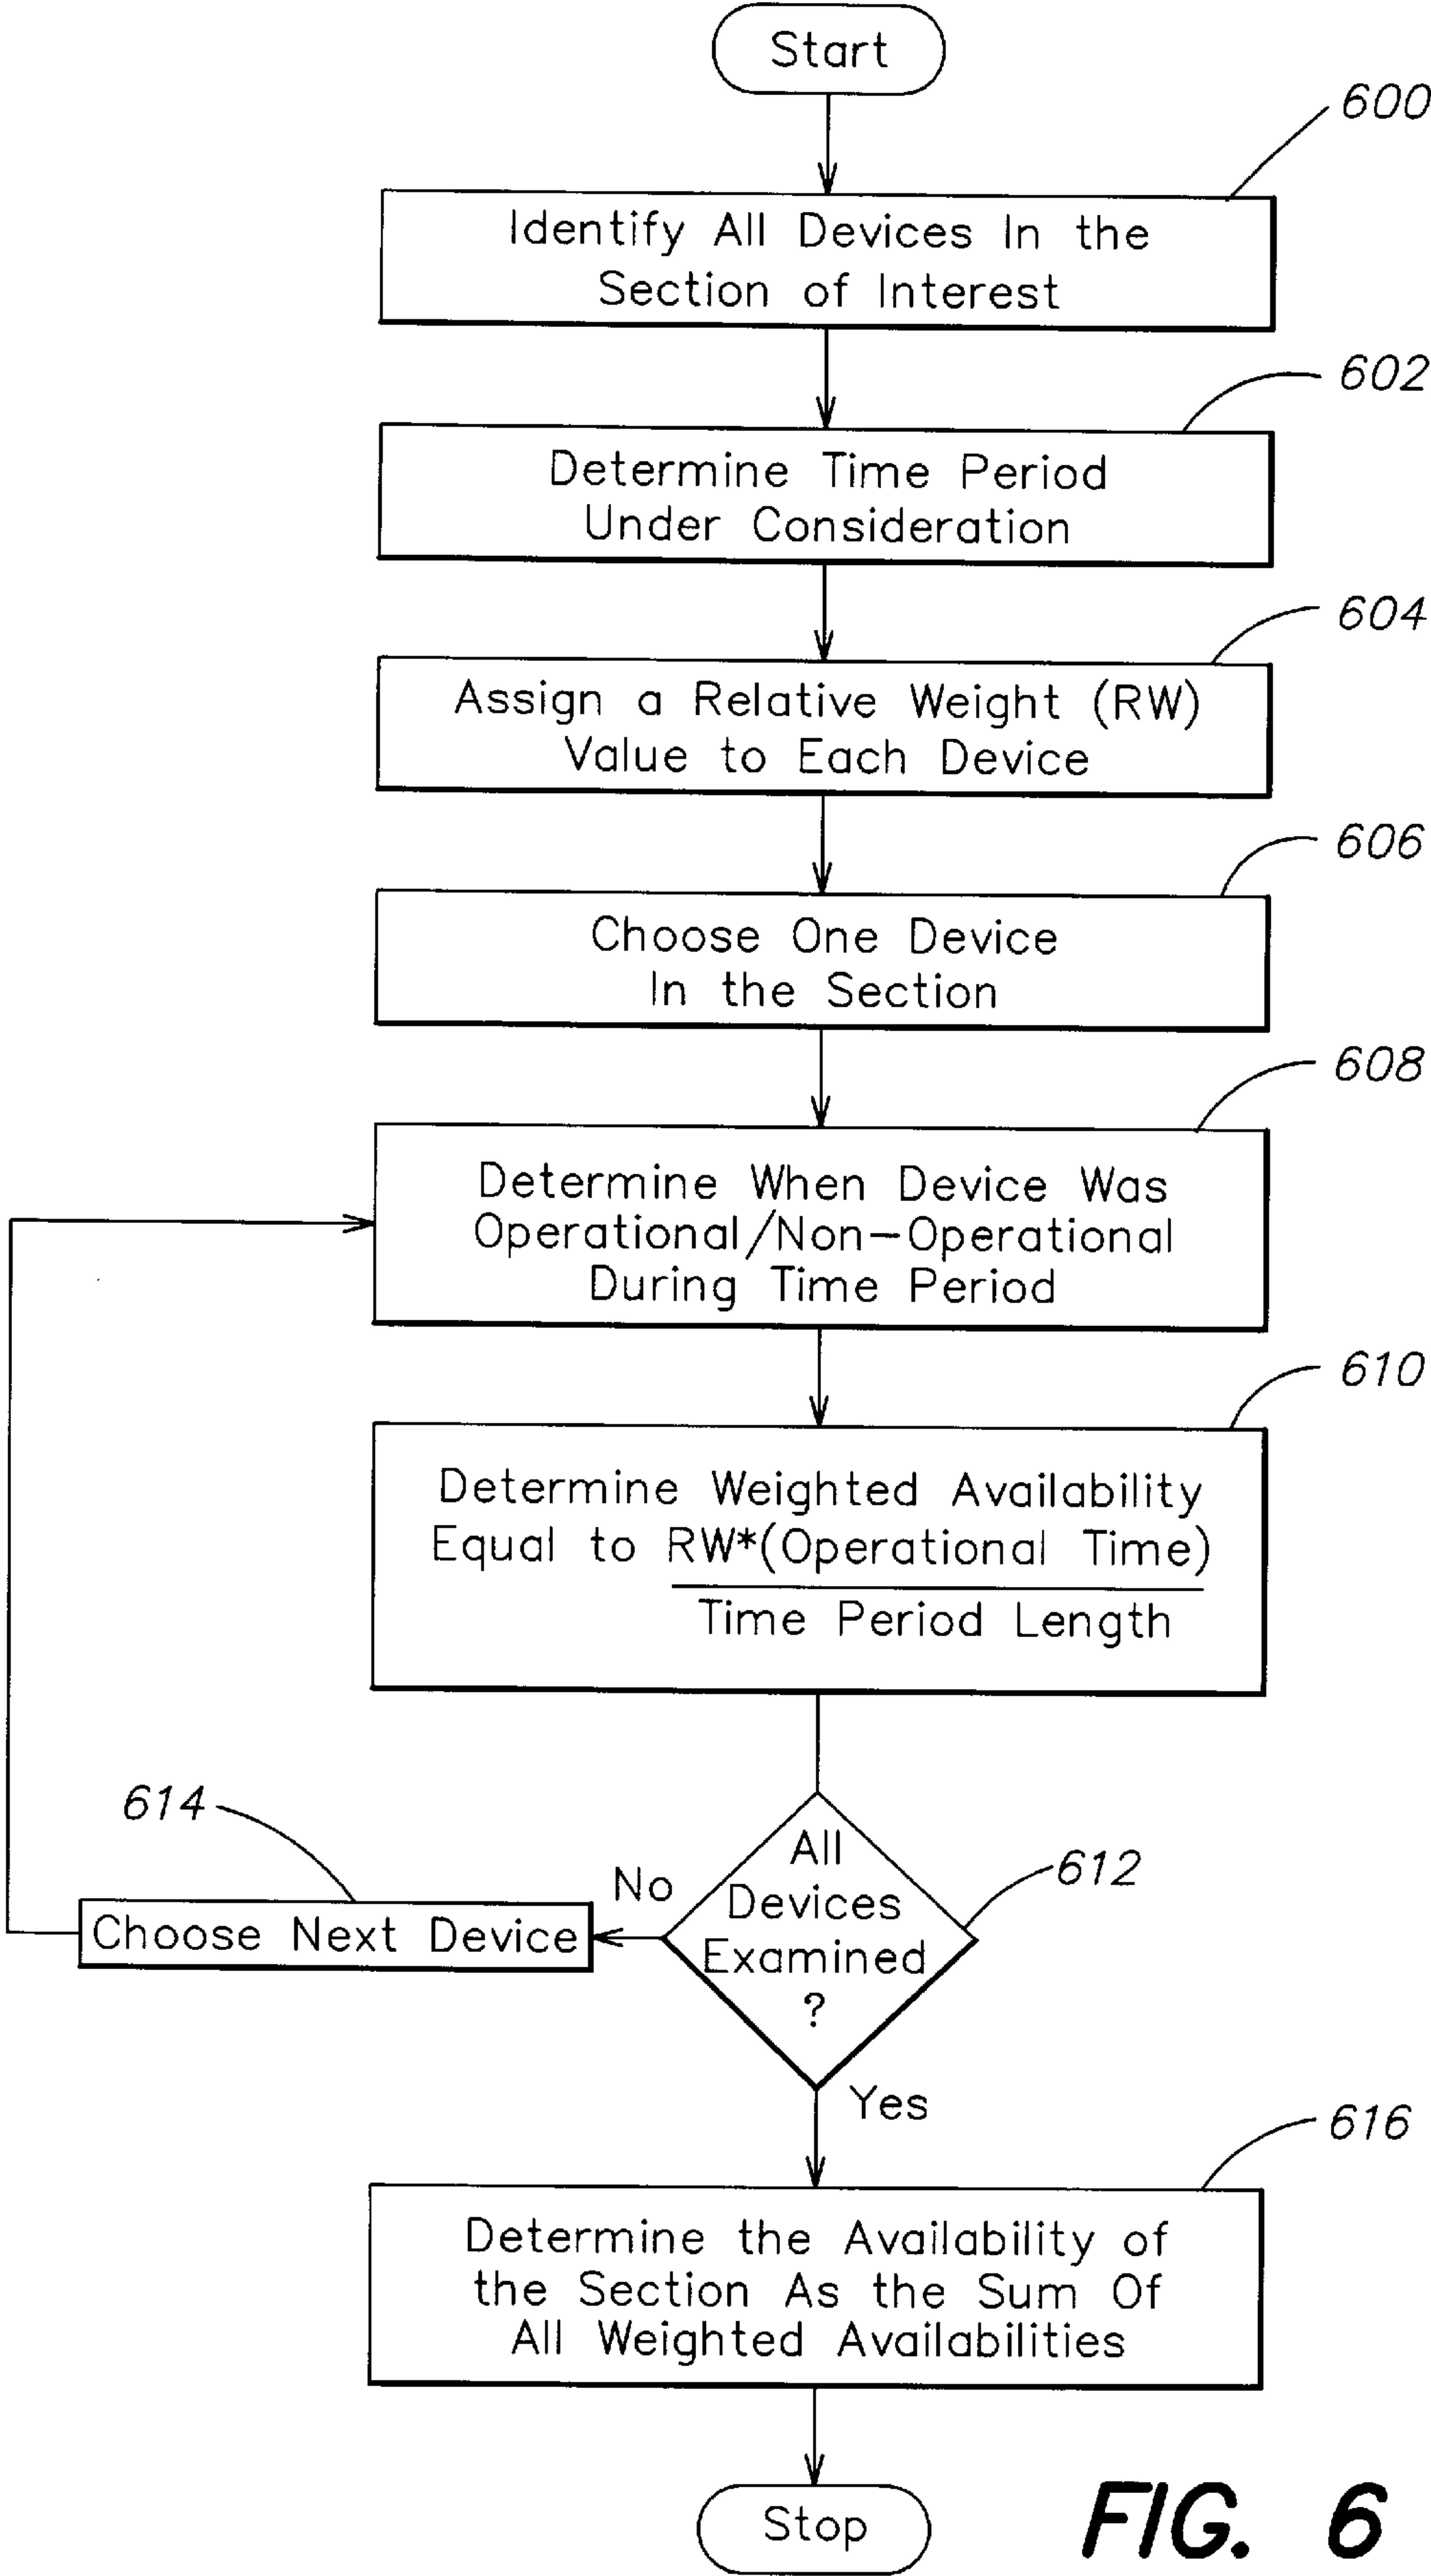 Start
600
Identify All Devices In the
Section of Interest
602
Determine Time Period
Under Consideration
604
Assign a Relative Weight (RW)
Value to Each Device
606
Choose One Device
In the Section
608
Determine When Device Was
Operational/Non-Operational
During Time Period
610
Determine Weighted Availability
Equal to RW*(Operational Time)
Time Period Length
614
All
Devices
Examined
?
612
No
Choose Next Device
Yes
616
Determine the Availability of
the Section As the Sum Of
All Weighted Availabilities
Stop
FIG. 6